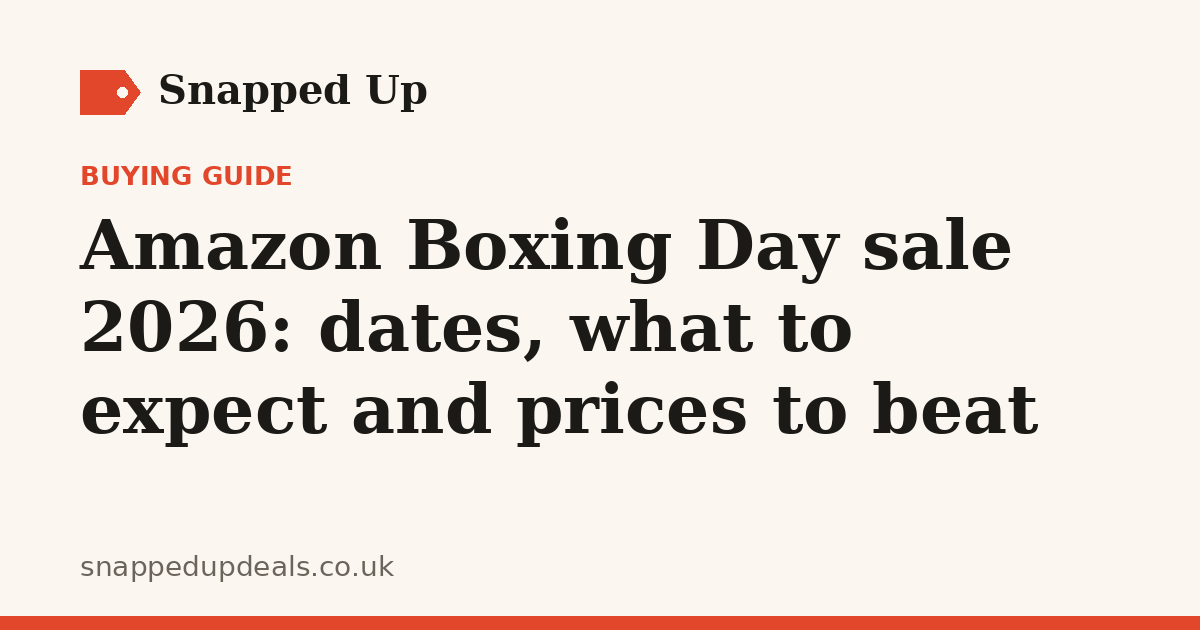 Snapped Up
BUYING GUIDE
Amazon Boxing Day sale
2026: dates, what to
expect and prices to beat
snappedupdeals.co.uk